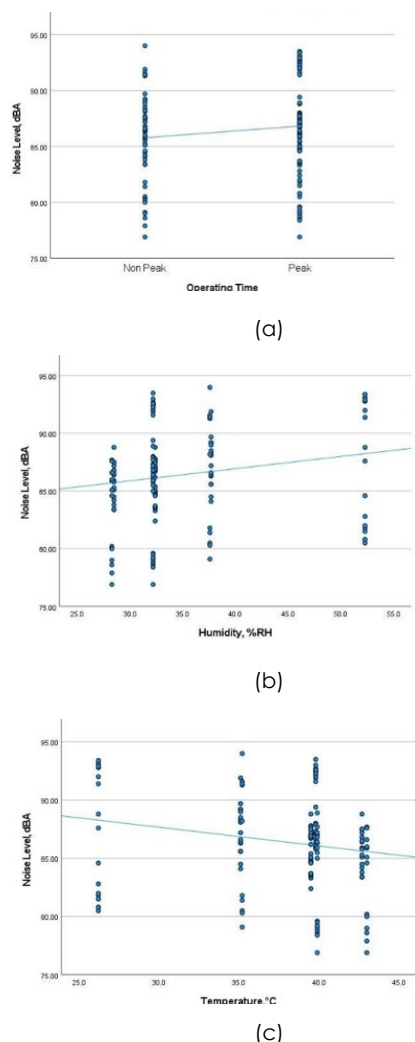 95.00
90.00
85.00
80.00
75.00
Noise Level, dBA
Non Peak Peak
Operating Time
(a)
95.00
90.00
85.00
80.00
75.00
Noise Level, dBA
25.0 30.0 35.0 40.0 45.0 50.0 55.0
Humidity, %RH
(b)
95.00
90.00
85.00
80.00
75.00
Noise Level, dBA
25.0 30.0 35.0 40.0 45.0
Temperature,°C
(c)